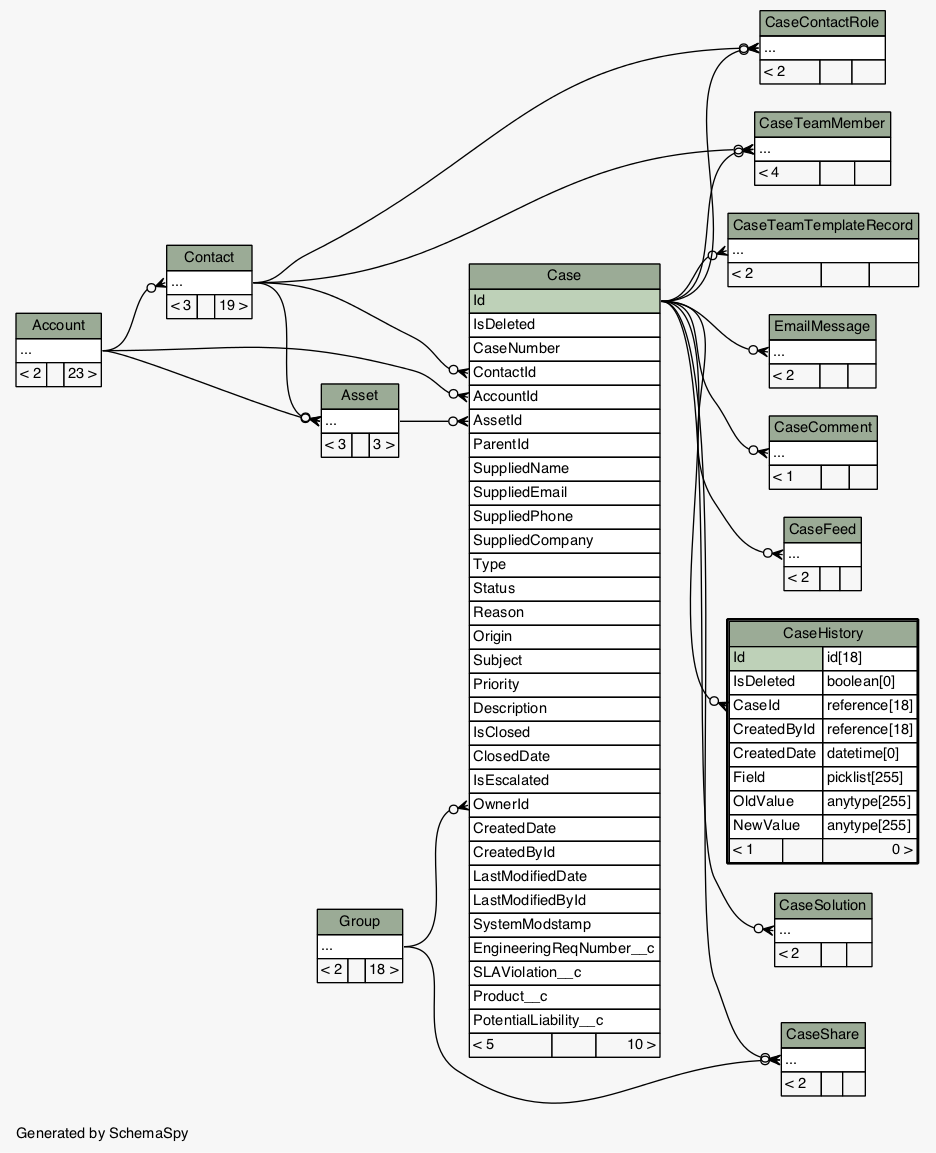 CaseContactRole
...
< 2
CaseTeamMember
...
< 4
CaseTeamTemplateRecord
...
< 2
Contact
...
< 3 19 >
Account
...
< 2 23 >
Asset
...
< 3 3 >
Case
Id
IsDeleted
CaseNumber
ContactId
AccountId
AssetId
ParentId
SuppliedName
SuppliedEmail
SuppliedPhone
SuppliedCompany
Type
Status
Reason
Origin
Subject
Priority
Description
IsClosed
ClosedDate
IsEscalated
OwnerId
CreatedDate
CreatedById
LastModifiedDate
LastModifiedById
SystemModstamp
EngineeringReqNumber__c
SLAViolation__c
Product__c
PotentialLiability__c
< 5 10 >
EmailMessage
...
< 2
CaseComment
...
< 1
CaseFeed
...
< 2
CaseHistory
Id id[18]
IsDeleted boolean[0]
CaseId reference[18]
CreatedById reference[18]
CreatedDate datetime[0]
Field picklist[255]
OldValue anytype[255]
NewValue anytype[255]
< 1 0 >
Group
...
< 2 18 >
CaseSolution
...
< 2
CaseShare
...
< 2
Generated by SchemaSpy